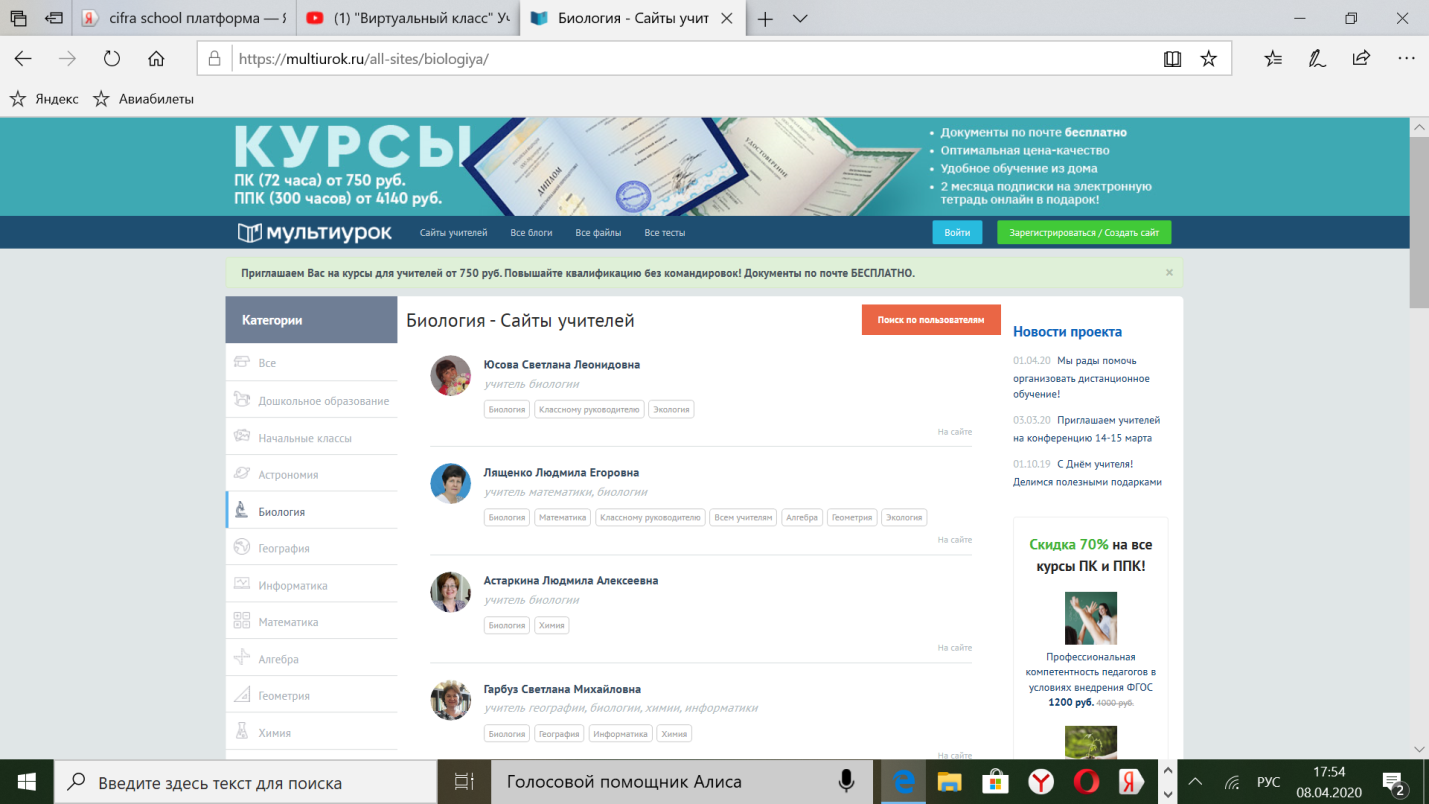 cifra school платформа — Я
(1) "Виртуальный класс" Уч
Биология - Сайты учит
https://multiurok.ru/all-sites/biologiya/
Яндекс
Авиабилеты
КУРСЫ
ПК (72 часа) от 750 руб.
ППК (300 часов) от 4140 руб.
ДИПЛОМ
УДОСТОВЕРЕНИЕ
• Документы по почте бесплатно
• Оптимальная цена-качество
• Удобное обучение из дома
• 2 месяца подписки на электронную
тетрадь онлайн в подарок!
мультиурок
Сайты учителей
Все блоги
Все файлы
Все тесты
Войти
Зарегистрироваться / Создать сайт
Приглашаем Вас на курсы для учителей от 750 руб. Повышайте квалификацию без командировок! Документы по почте БЕСПЛАТНО.
Категории
Все
Дошкольное образование
Начальные классы
Астрономия
Биология
География
Информатика
Математика
Алгебра
Геометрия
Химия
Биология - Сайты учителей
Поиск по пользователям
Юсова Светлана Леонидовна
учитель биологии
Биология Классному руководителю Экология
На сайте
Лященко Людмила Егоровна
учитель математики, биологии
Биология Математика Классному руководителю Всем учителям Алгебра Геометрия Экология
На сайте
Астаркина Людмила Алексеевна
учитель биологии
Биология Химия
На сайте
Гарбуз Светлана Михайловна
учитель географии, биологии, химии, информатики
Биология География Информатика Химия
На сайте
Новости проекта
01.04.20 Мы рады помочь
организовать дистанционное
обучение!
03.03.20 Приглашаем учителей
на конференцию 14-15 марта
01.10.19 С Днём учителя!
Делимся полезными подарками
Скидка 70% на все
курсы ПК и ППК!
Профессиональная
компетентность педагогов в
условиях внедрения ФГОС
1200 руб. 4000 руб.
Введите здесь текст для поиска
Голосовой помощник Алиса
РУС
17:54
08.04.2020
2